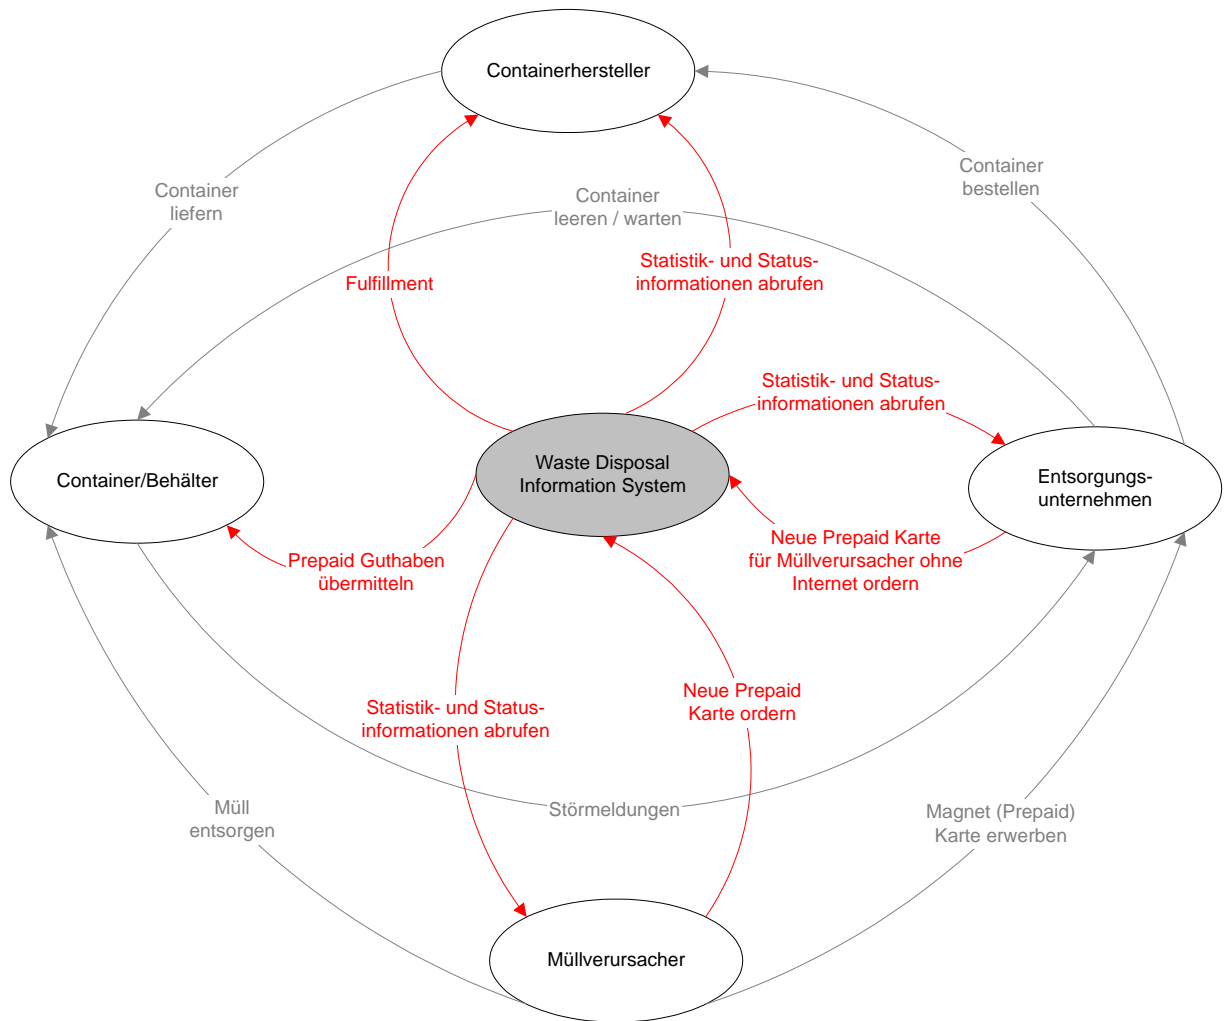 Containerhersteller
Container
liefern
Container
bestellen
Container
leeren / warten
Fulfillment
Statistik- und Status-
informationen abrufen
Statistik- und Status-
informationen abrufen
Container/Behälter
Waste Disposal
Information System
Entsorgungs-
unternehmen
Prepaid Guthaben
übermitteln
Neue Prepaid Karte
für Müllverursacher ohne
Internet ordern
Statistik- und Status-
informationen abrufen
Neue Prepaid
Karte ordern
Müll
entsorgen
Störmeldungen
Magnet (Prepaid)
Karte erwerben
Müllverursacher